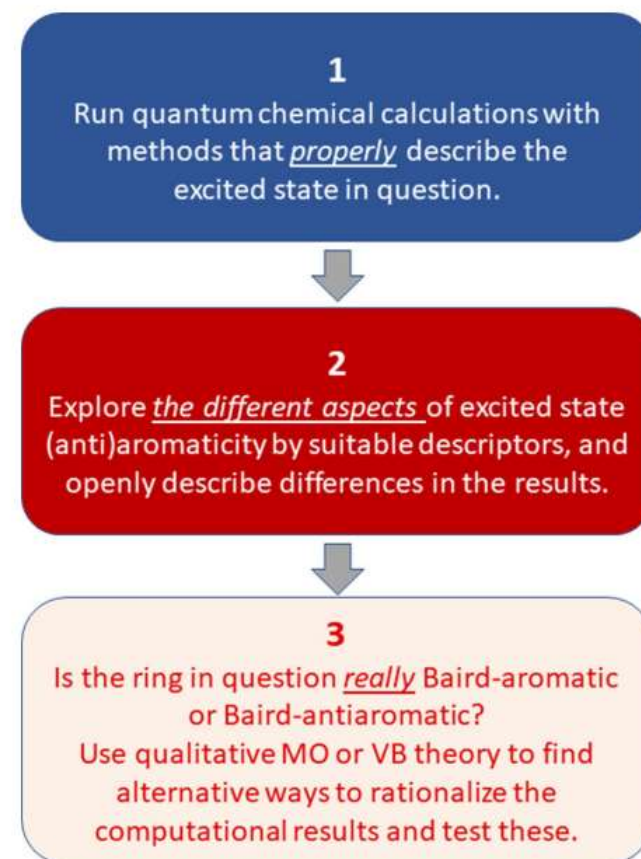 1
Run quantum chemical calculations with
methods that properly describe the
excited state in question.
2
Explore the different aspects of excited state
(anti)aromaticity by suitable descriptors, and
openly describe differences in the results.
3
Is the ring in question really Baird-aromatic
or Baird-antiaromatic?
Use qualitative MO or VB theory to find
alternative ways to rationalize the
computational results and test these.